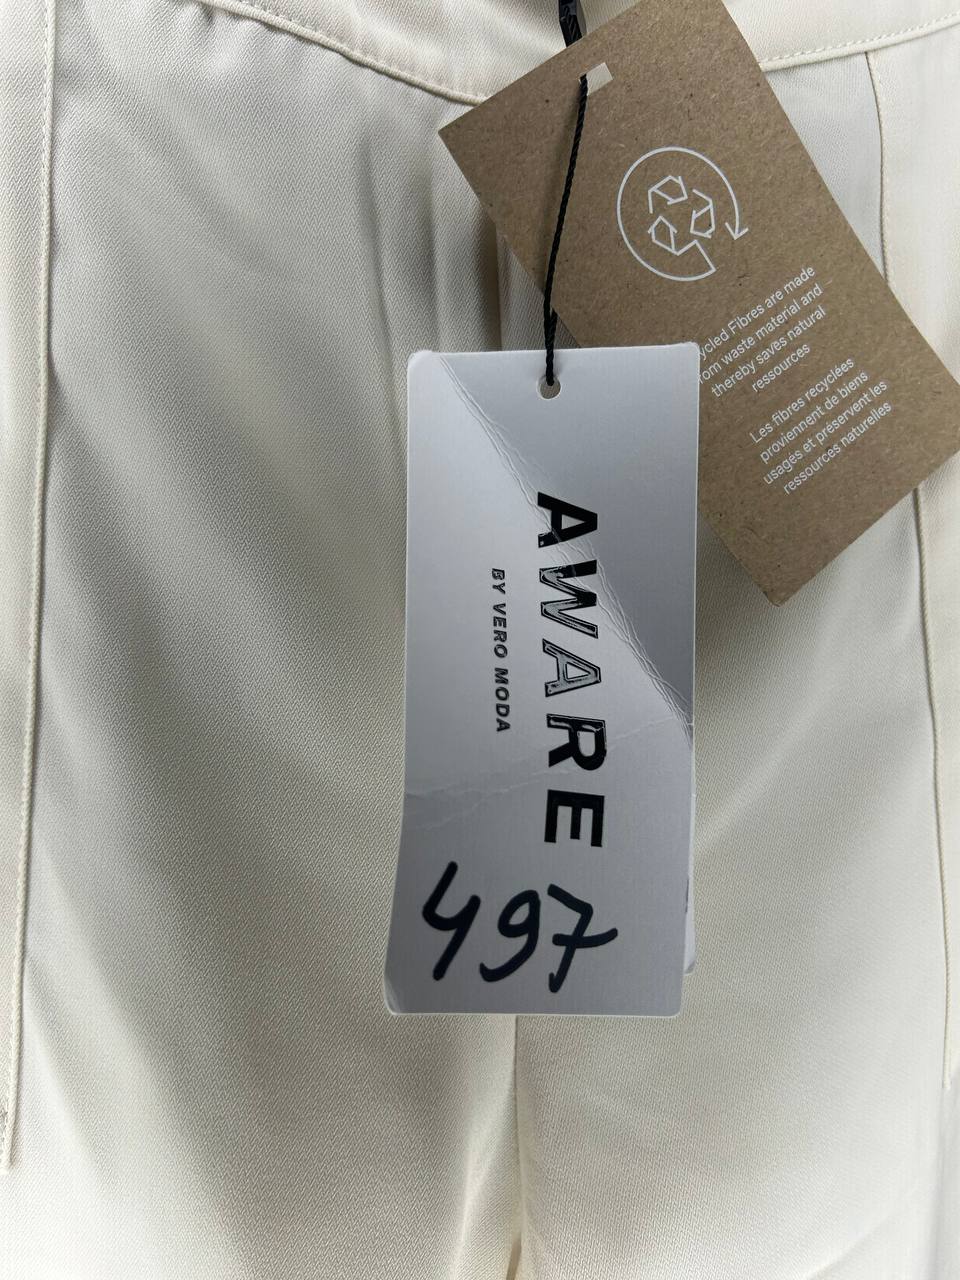 ycled Fibres are made
rom waste material and
thereby saves natural
ressources
Les fibres recyclées
proviennent de biens
usagés et préservent les
ressources naturelles
AWARE
BY VERO MODA
497